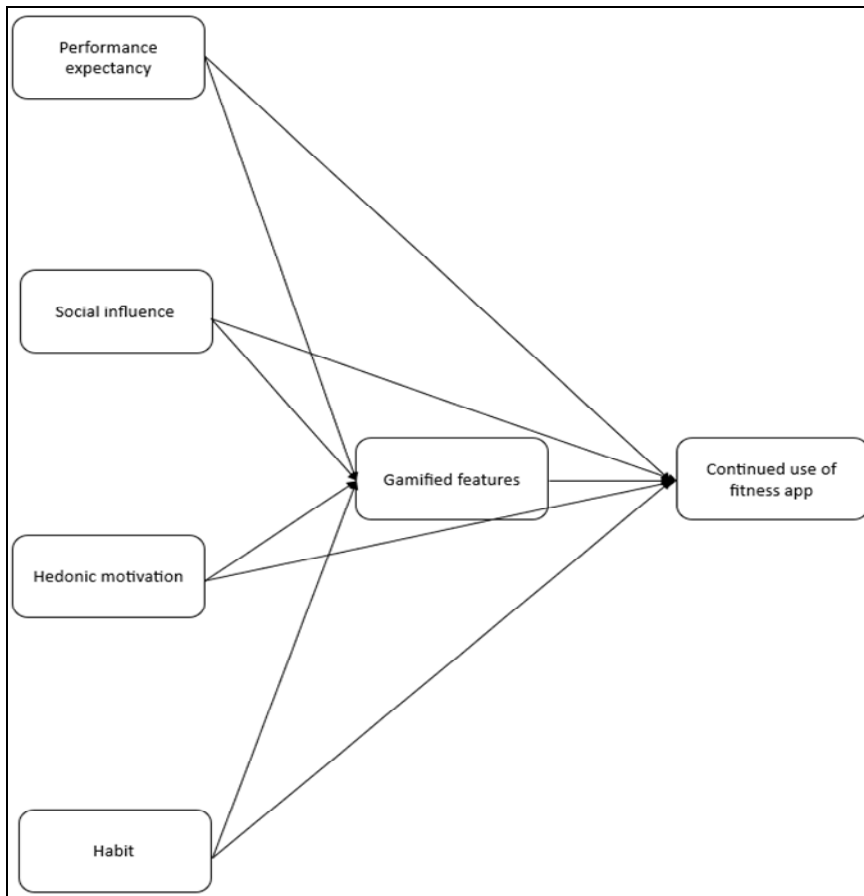 Performance
expectancy
Social influence
Gamified features
Continued use of
fitness app
Hedonic motivation
Habit